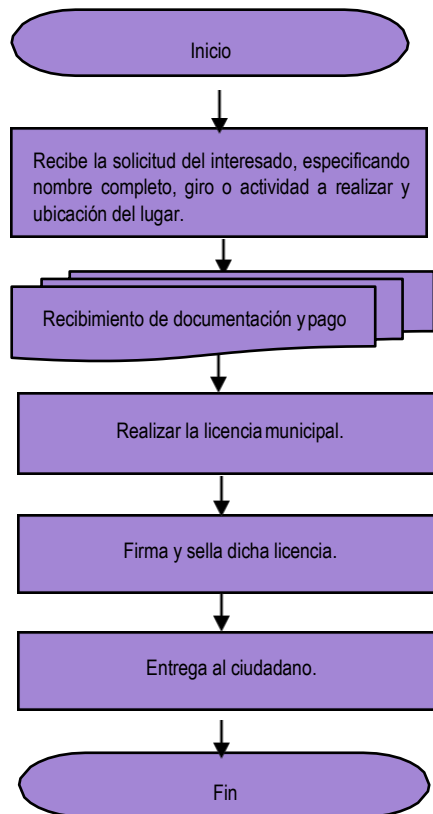 Inicio
Recibe la solicitud del interesado, especificando
nombre completo, giro o actividad a realizar y
ubicación del lugar.
Recibimiento de documentación y pago
Realizar la licencia municipal.
Firma y sella dicha licencia.
Entrega al ciudadano.
Fin